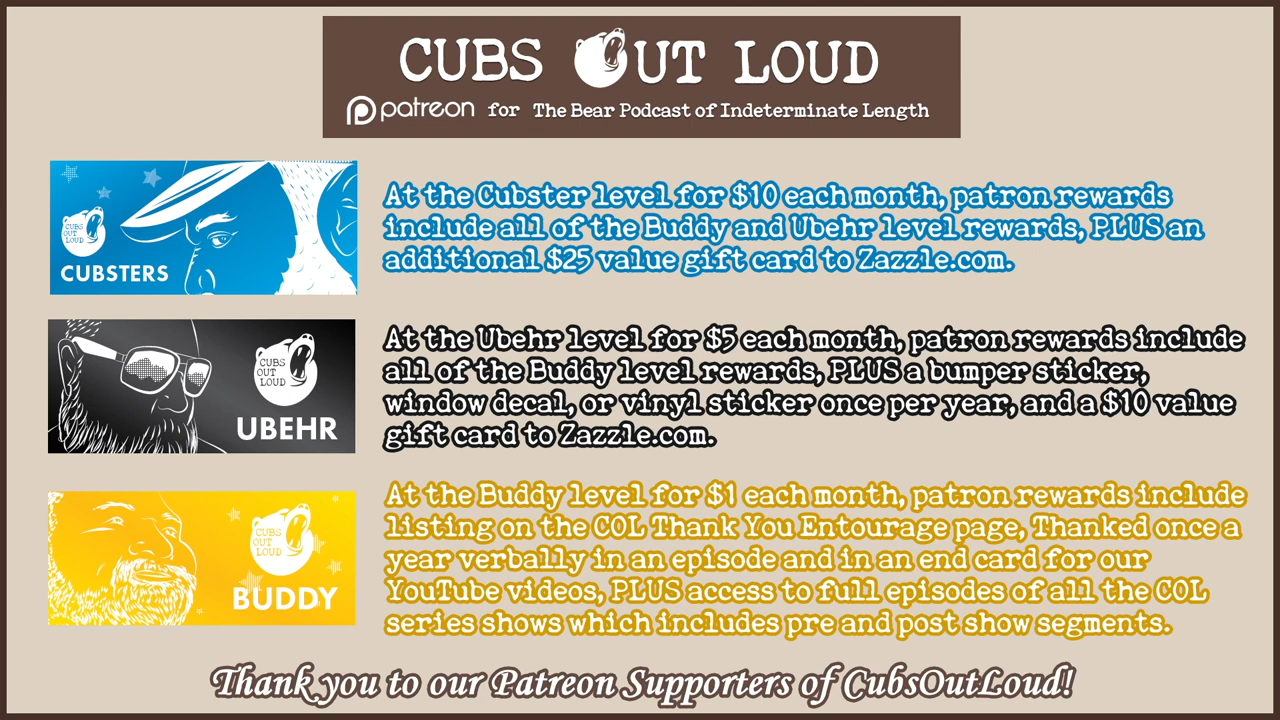 CUBS OUT LOUD
patreon for The Bear Podcast of Indeterminate Length
CUBS
OUT
LOUD
CUBSTERS
At the Cubster level for $10 each month, patron rewards
include all of the Buddy and Ubehr level rewards, PLUS an
additional $25 value gift card to Zazzle.com.
CUBS
OUT
LOUD
UBEHR
At the Ubehr level for $5 each month, patron rewards include
all of the Buddy level rewards, PLUS a bumper sticker,
window decal, or vinyl sticker once per year, and a $10 value
gift card to Zazzle.com.
CUBS
OUT
LOUD
BUDDY
At the Buddy level for $1 each month, patron rewards include
listing on the COL Thank You Entourage page, Thanked once a
year verbally in an episode and in an end card for our
YouTube videos, PLUS access to full episodes of all the COL
series shows which includes pre and post show segments.
Thank you to our Patreon Supporters of CubsOutLoud!